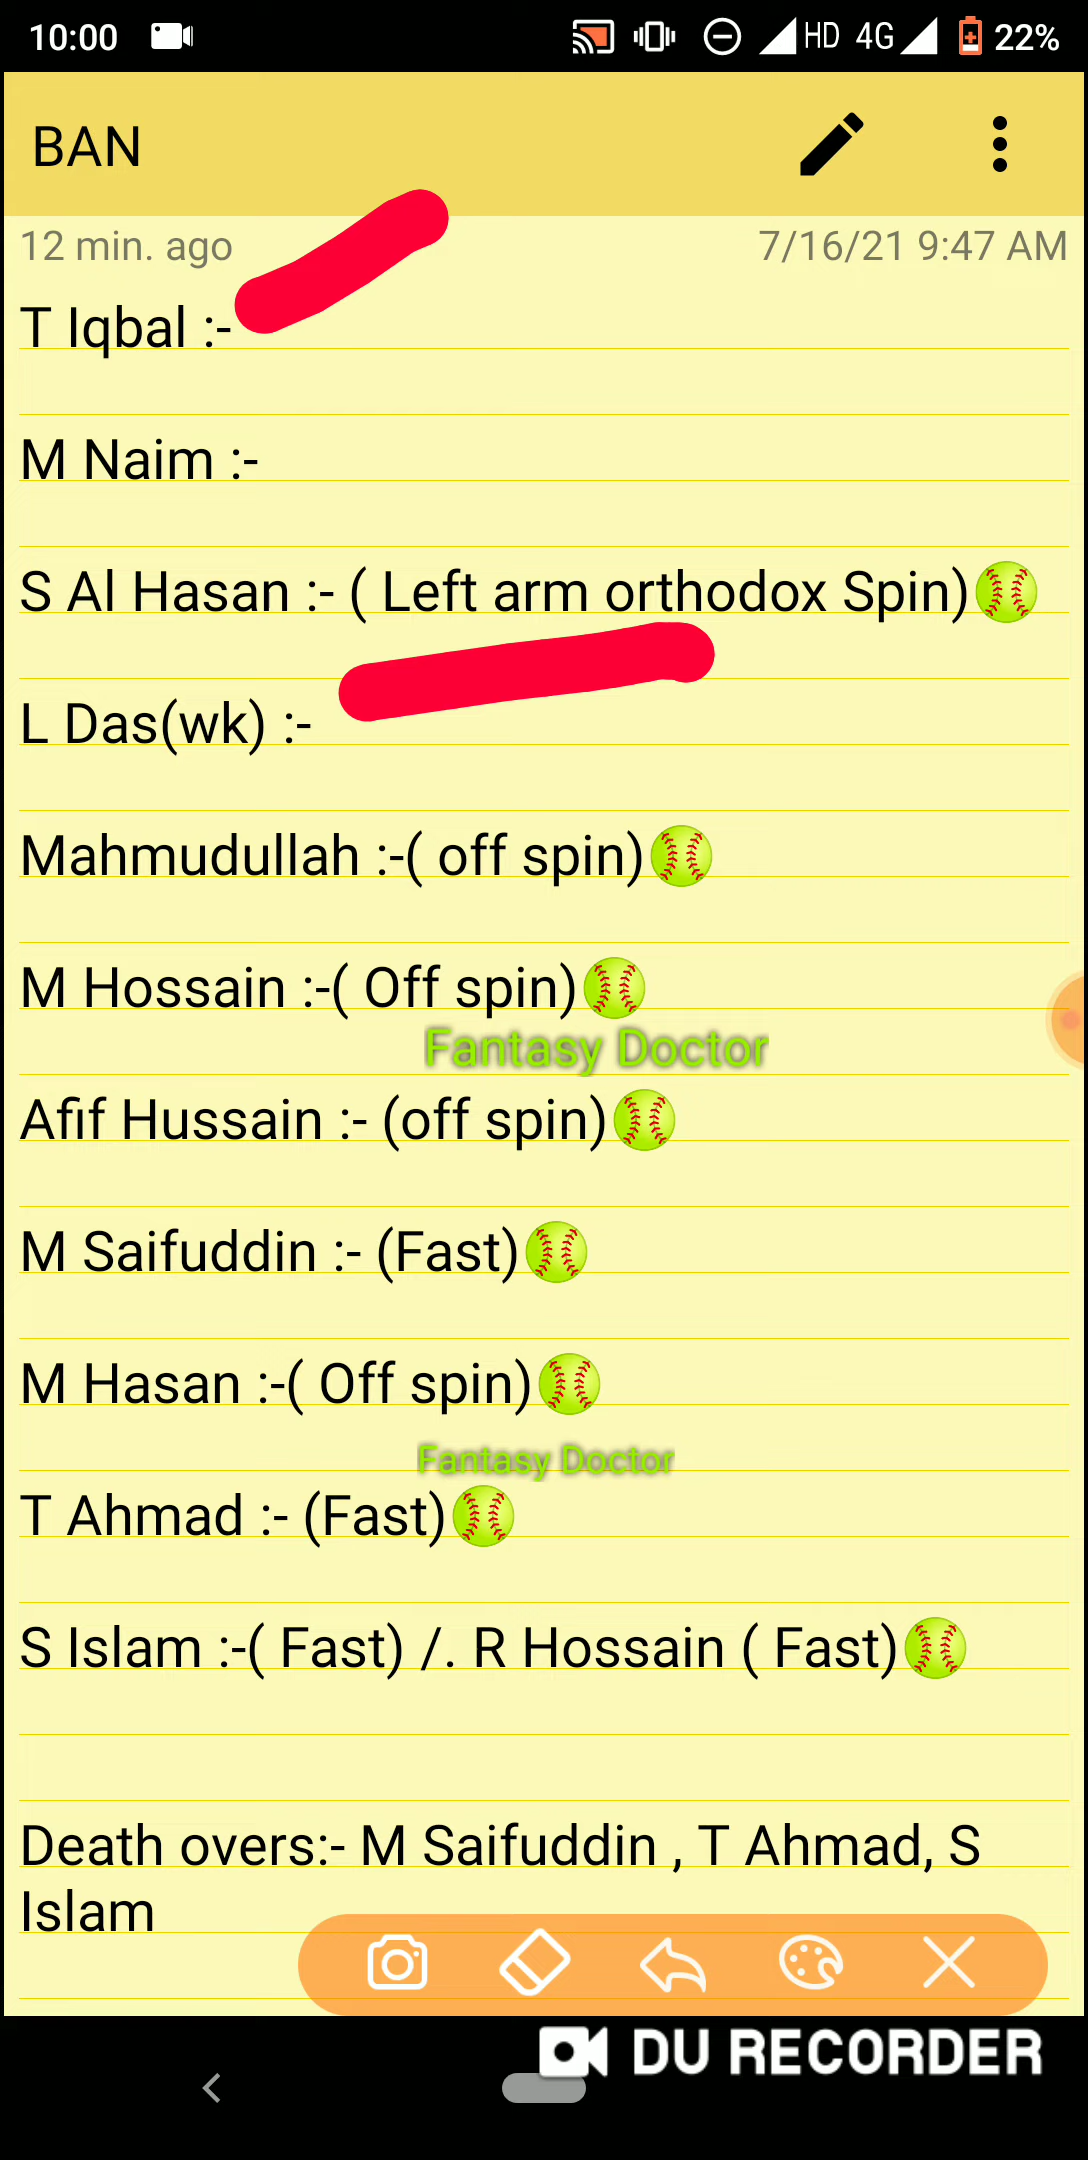 10:00 HD 4G 22%
BAN
12 min. ago 7/16/21 9:47 AM
T Iqbal :-
M Naim :-
S Al Hasan :- ( Left arm orthodox Spin)
L Das(wk) :-
Mahmudullah :-( off spin)
M Hossain :-( Off spin)
Fantasy Doctor
Afif Hussain :- (off spin)
M Saifuddin :- (Fast)
M Hasan :-( Off spin)
Fantasy Doctor
T Ahmad :- (Fast)
S Islam :-( Fast) /. R Hossain ( Fast)
Death overs:- M Saifuddin , T Ahmad, S
Islam
DU RECORDER